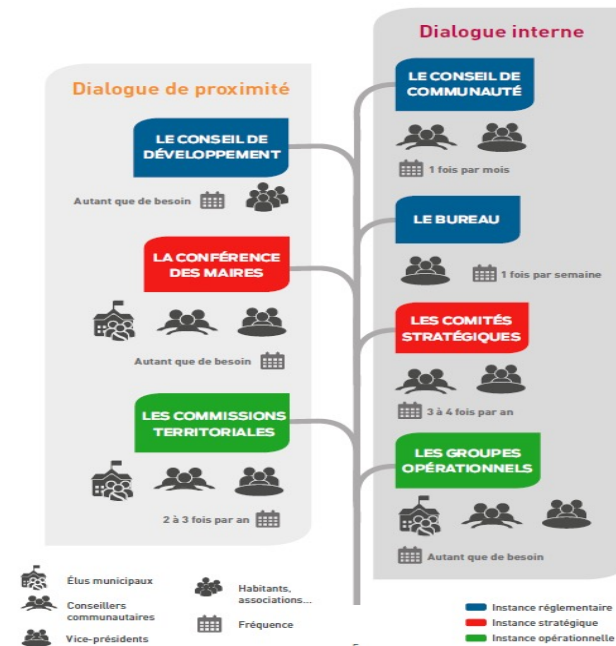 Dialogue de proximité
LE CONSEIL DE
DÉVELOPPEMENT
Autant que de besoin
LA CONFÉRENCE
DES MAIRES
Autant que de besoin
LES COMMISSIONS
TERRITORIALES
2 à 3 fois par an
Dialogue interne
LE CONSEIL DE
COMMUNAUTÉ
1 fois par mois
LE BUREAU
1 fois par semaine
LES COMITÉS
STRATÉGIQUES
3 à 4 fois par an
LES GROUPES
OPÉRATIONNELS
Autant que de besoin
Élus municipaux
Conseillers
communautaires
Vice-présidents
Habitants,
associations...
Fréquence
Instance réglementaire
Instance stratégique
Instance opérationnelle